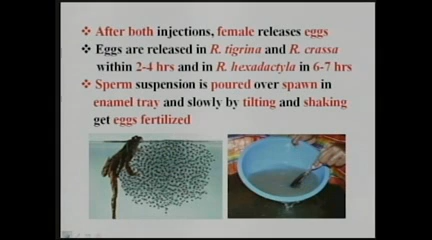 ❖ After both injections, female releases eggs
❖ Eggs are released in R. tigrina and R. crassa
within 2-4 hrs and in R. hexadactyla in 6-7 hrs
❖ Sperm suspension is poured over spawn in
enamel tray and slowly by tilting and shaking
get eggs fertilized